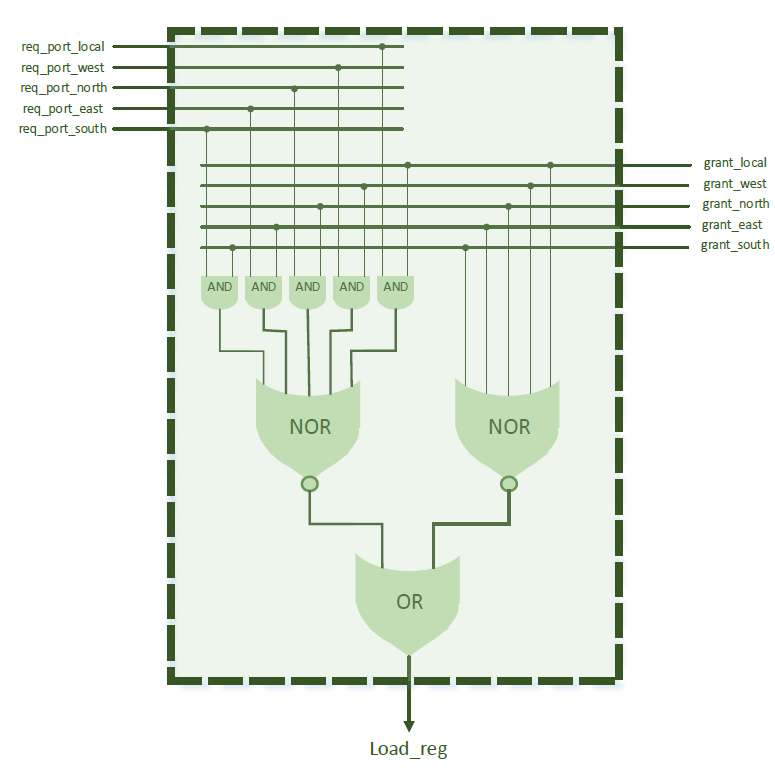 req_port_local
req_port_west
req_port_north
req_port_east
req_port_south
grant_local
grant_west
grant_north
grant_east
grant_south
AND AND AND AND AND
NOR NOR
OR
Load_reg